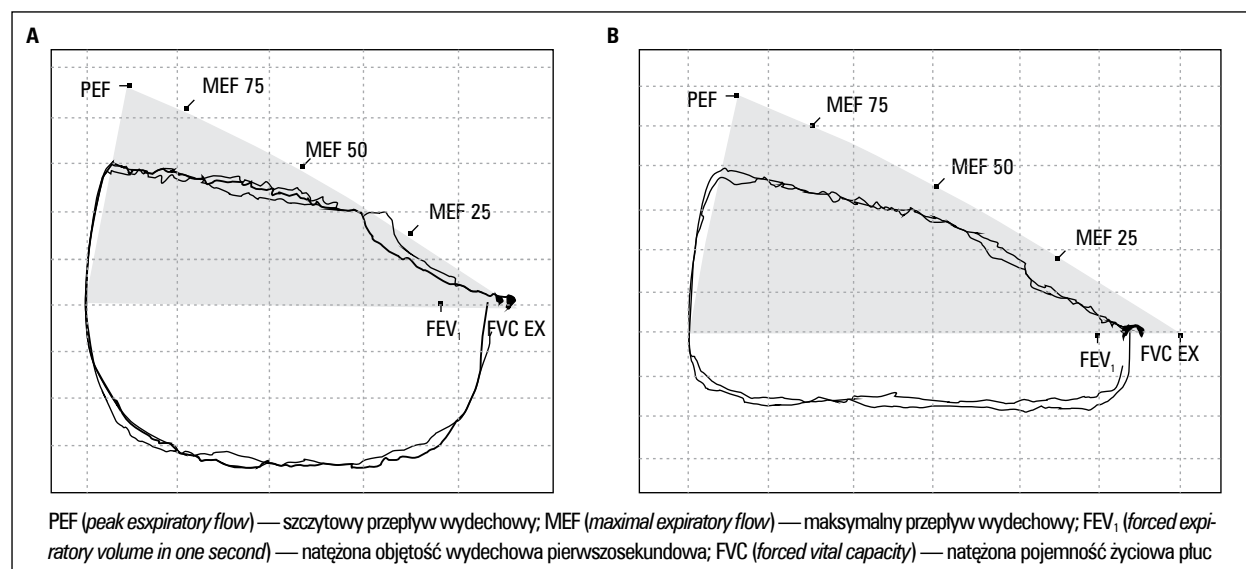 A
PEF
MEF 75
MEF 50
MEF 25
FEV₁
FVC EX
B
PEF
MEF 75
MEF 50
MEF 25
FEV₁
FVC EX
PEF (peak esxpiratory flow) — szczytowy przepływ wydechowy; MEF (maximal expiratory flow) — maksymalny przepływ wydechowy; FEV₁ (forced expi-
ratory volume in one second) — natężona objętość wydechowa pierwszosekundowa; FVC (forced vital capacity) — natężona pojemność życiowa płuc